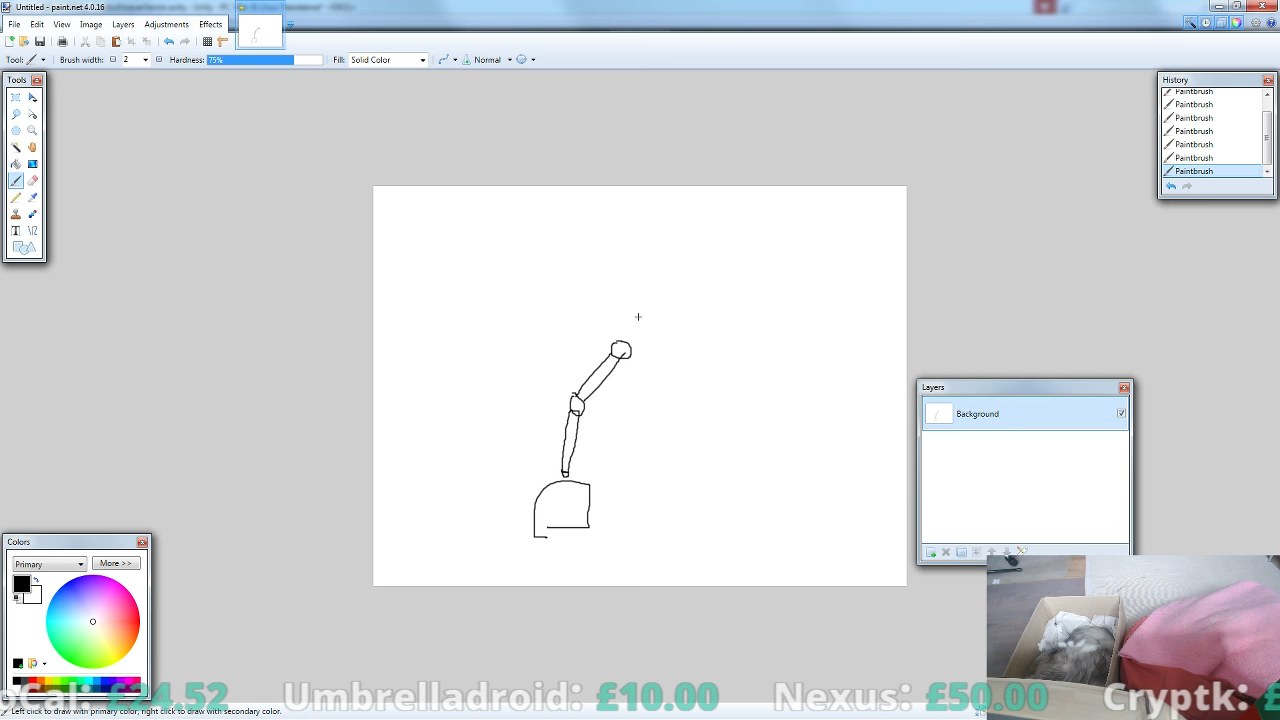 Untitled - paint.net 4.0.16
File Edit View Image Layers Adjustments Effects
Tool: Brush width: 2 Hardness: 75% Fill: Solid Color Normal
Tools
History
Paintbrush
Paintbrush
Paintbrush
Paintbrush
Paintbrush
Paintbrush
Paintbrush
Layers
Background
Colors
Primary More >>
oCal: £24.52 Umbrelladroid: £10.00 Nexus: £50.00 Cryptk: £
Left click to draw with primary color, right click to draw with secondary color.